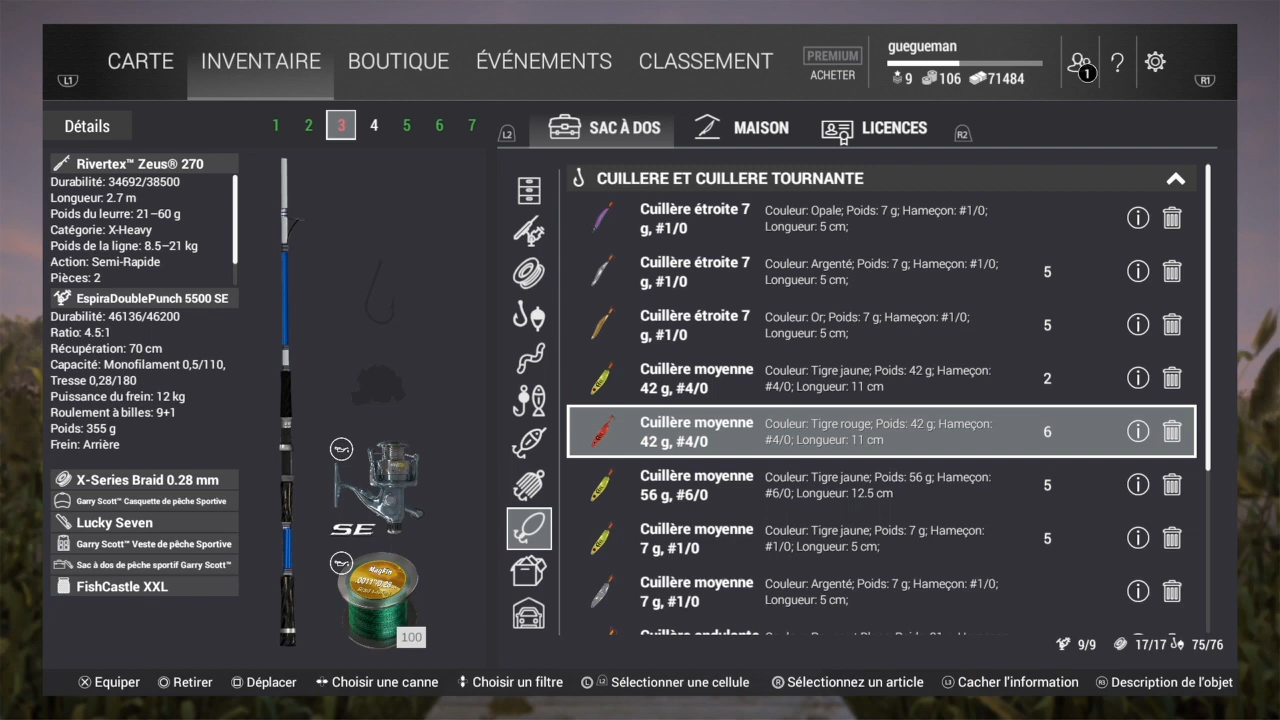 CARTE INVENTAIRE BOUTIQUE ÉVÉNEMENTS CLASSEMENT
PREMIUM
ACHETER
guegueman
9 106 71484
1
L1
R1
Détails
1 2 3 4 5 6 7
L2
SAC À DOS
MAISON
LICENCES
R2
Rivertex™ Zeus® 270
Durabilité: 34692/38500
Longueur: 2.7 m
Poids du leurre: 21–60 g
Catégorie: X-Heavy
Poids de la ligne: 8.5–21 kg
Action: Semi-Rapide
Pièces: 2
EspiraDoublePunch 5500 SE
Durabilité: 46136/46200
Ratio: 4.5:1
Récupération: 70 cm
Capacité: Monofilament 0,5/110,
Tresse 0,28/180
Puissance du frein: 12 kg
Roulement à billes: 9+1
Poids: 355 g
Frein: Arrière
X-Series Braid 0.28 mm
Garry Scott™ Casquette de pêche Sportive
Lucky Seven
Garry Scott™ Veste de pêche Sportive
Sac à dos de pêche sportif Garry Scott™
FishCastle XXL
SE
MagFin
100
CUILLERE ET CUILLERE TOURNANTE
Cuillère étroite 7
g, #1/0
Couleur: Opale; Poids: 7 g; Hameçon: #1/0;
Longueur: 5 cm;
Cuillère étroite 7
g, #1/0
Couleur: Argenté; Poids: 7 g; Hameçon: #1/0;
Longueur: 5 cm;
5
Cuillère étroite 7
g, #1/0
Couleur: Or; Poids: 7 g; Hameçon: #1/0;
Longueur: 5 cm;
5
Cuillère moyenne
42 g, #4/0
Couleur: Tigre jaune; Poids: 42 g; Hameçon:
#4/0; Longueur: 11 cm
2
Cuillère moyenne
42 g, #4/0
Couleur: Tigre rouge; Poids: 42 g; Hameçon:
#4/0; Longueur: 11 cm
6
Cuillère moyenne
56 g, #6/0
Couleur: Tigre jaune; Poids: 56 g; Hameçon:
#6/0; Longueur: 12.5 cm
5
Cuillère moyenne
7 g, #1/0
Couleur: Tigre jaune; Poids: 7 g; Hameçon:
#1/0; Longueur: 5 cm;
5
Cuillère moyenne
7 g, #1/0
Couleur: Argenté; Poids: 7 g; Hameçon: #1/0;
Longueur: 5 cm;
Cuillère ondulante
9/9 17/17 75/76
Equiper Retirer Déplacer Choisir une canne Choisir un filtre L L2 Sélectionner une cellule R Sélectionnez un article L3 Cacher l'information R3 Description de l'objet